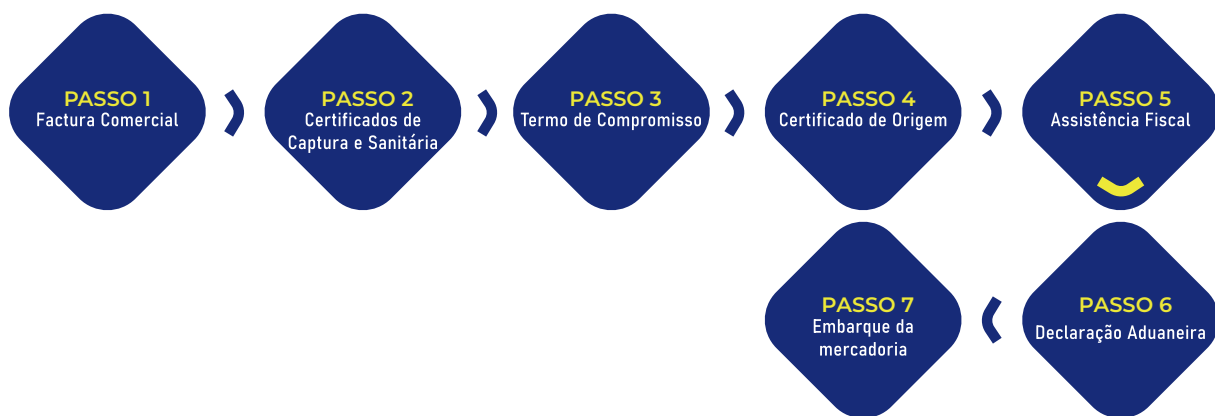 PASSO 1
Factura Comercial
PASSO 2
Certificados de
Captura e Sanitária
PASSO 3
Termo de Compromisso
PASSO 4
Certificado de Origem
PASSO 5
Assistência Fiscal
PASSO 6
Declaração Aduaneira
PASSO 7
Embarque da
mercadoria